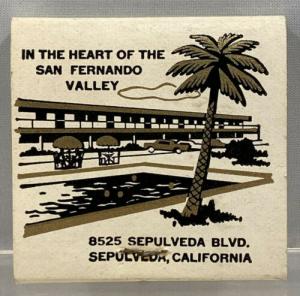 IN THE HEART OF THE
SAN FERNANDO
VALLEY
8525 SEPULVEDA BLVD.
SEPULVEDA, CALIFORNIA